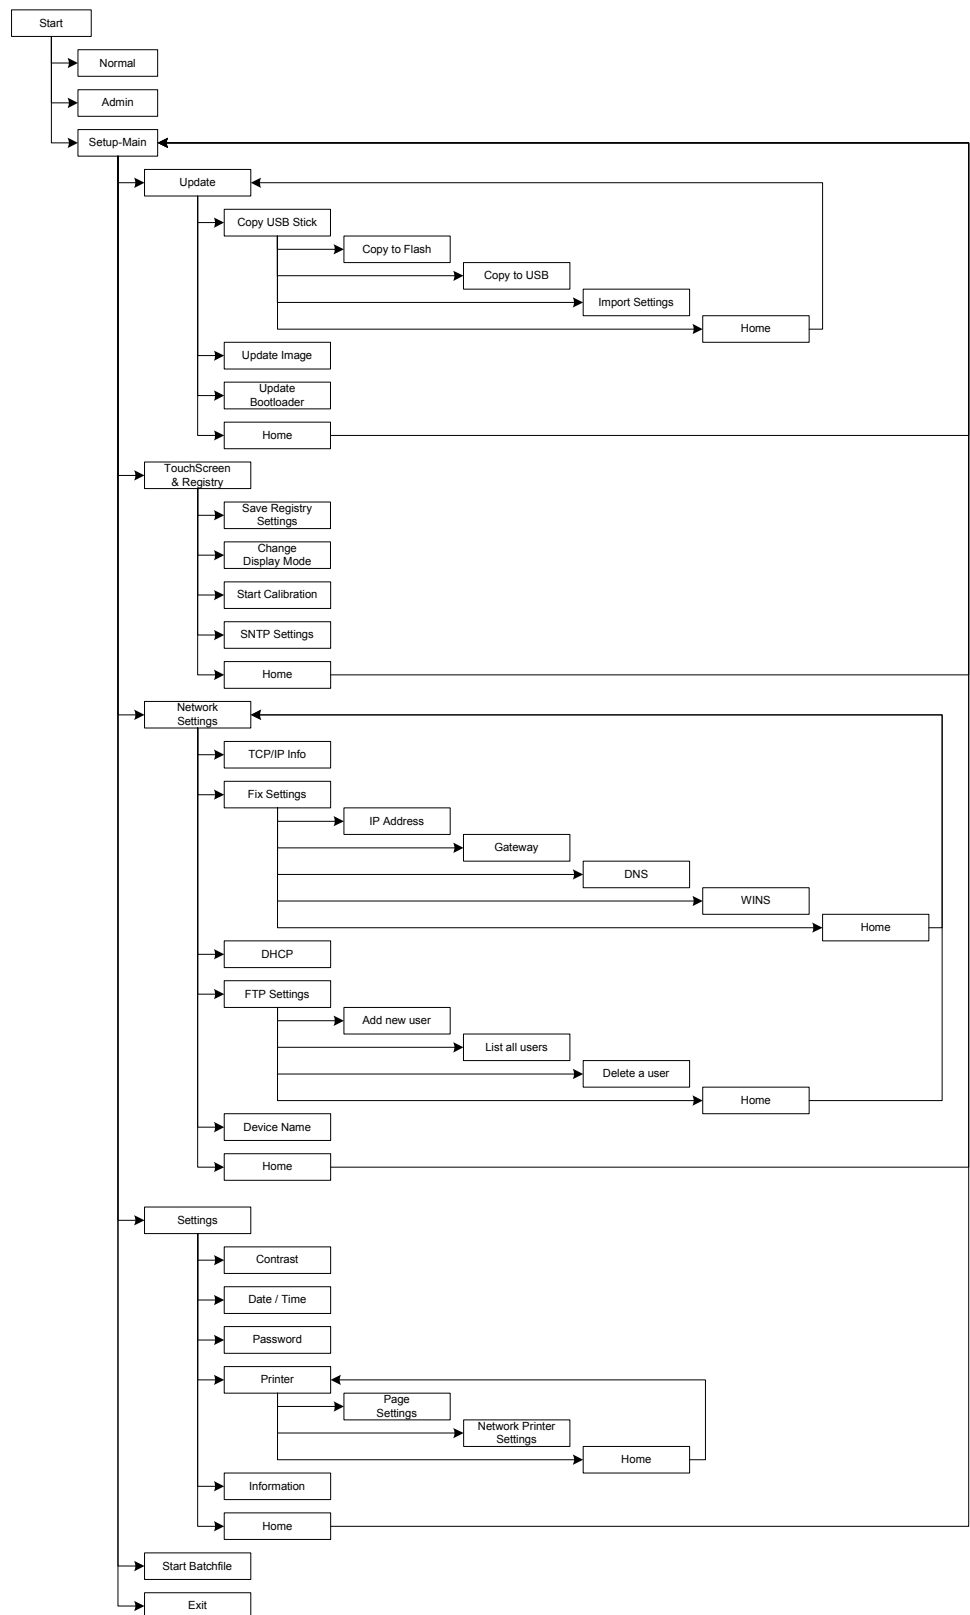 Start
Normal
Admin
Setup-Main
Update
Copy USB Stick
Copy to Flash
Copy to USB
Import Settings
Home
Update Image
Update
Bootloader
Home
TouchScreen
& Registry
Save Registry
Settings
Change
Display Mode
Start Calibration
SNTP Settings
Home
Network
Settings
TCP/IP Info
Fix Settings
IP Address
Gateway
DNS
WINS
Home
DHCP
FTP Settings
Add new user
List all users
Delete a user
Home
Device Name
Home
Settings
Contrast
Date / Time
Password
Printer
Page
Settings
Network Printer
Settings
Home
Information
Home
Start Batchfile
Exit